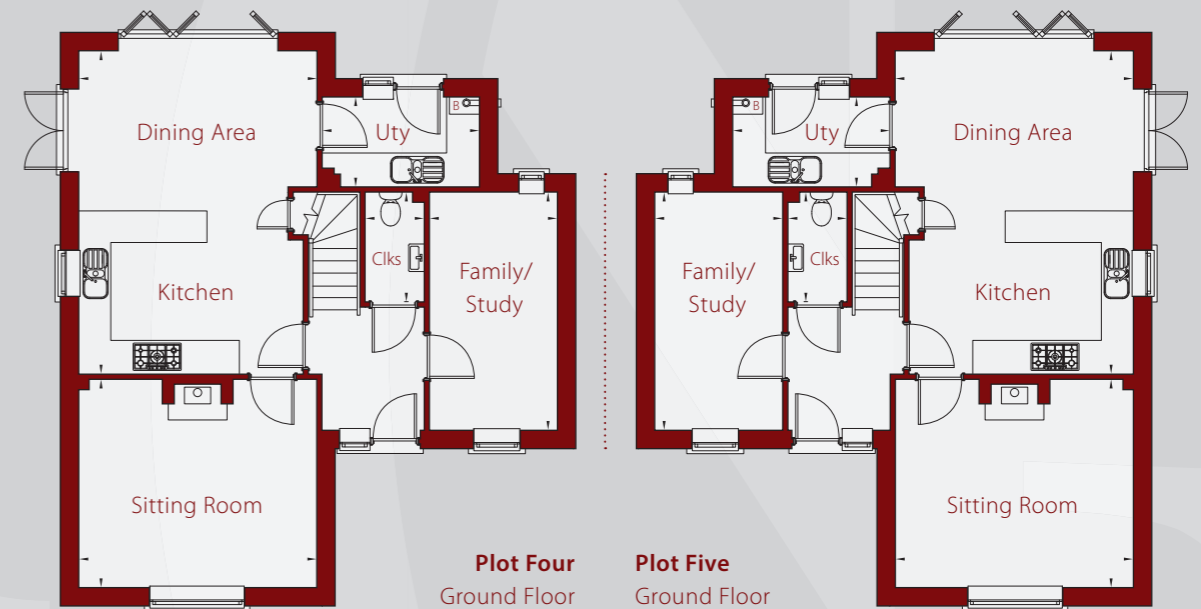 Dining Area
Uty
B
Clks
Kitchen
Family/
Study
Sitting Room
Plot Four
Ground Floor
B
Uty
Dining Area
Family/
Study
Clks
Kitchen
Sitting Room
Plot Five
Ground Floor